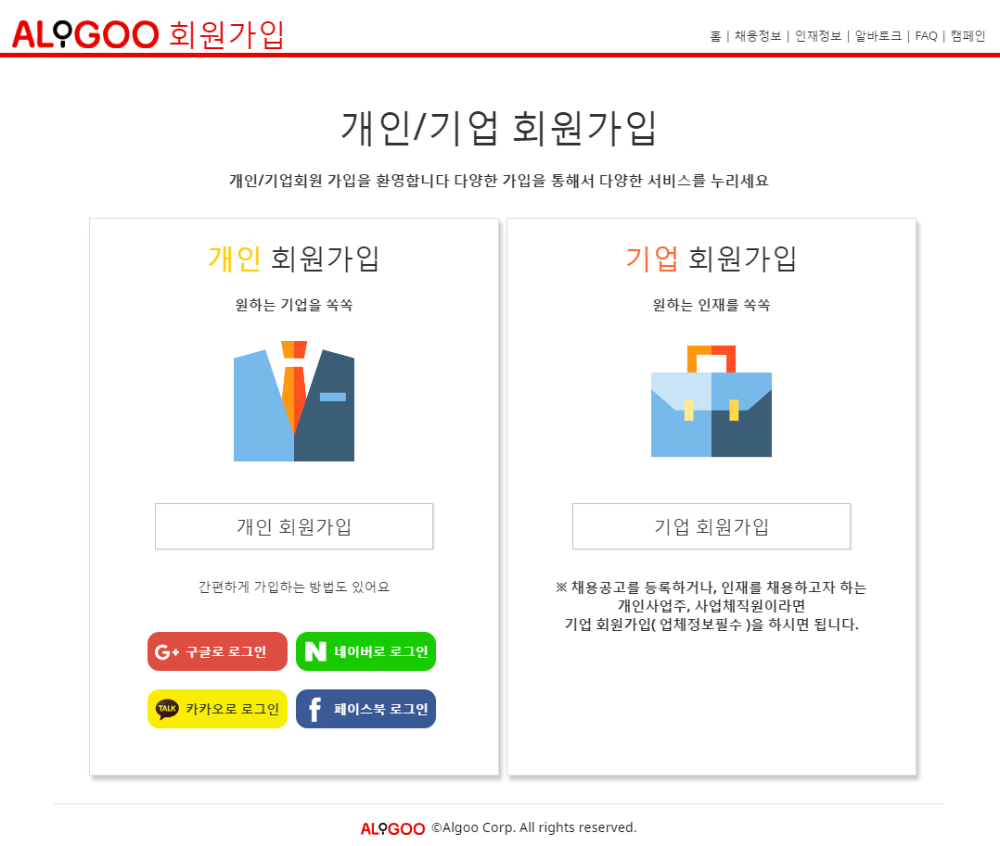 ALGOO 회원가입
홈 | 채용정보 | 인재정보 | 알바토크 | FAQ | 캠페인
개인/기업 회원가입
개인/기업회원 가입을 환영합니다 다양한 가입을 통해서 다양한 서비스를 누리세요
개인 회원가입
원하는 기업을 쏙쏙
개인 회원가입
간편하게 가입하는 방법도 있어요
G+ 구글로 로그인
N 네이버로 로그인
TALK 카카오로 로그인
f 페이스북 로그인
기업 회원가입
원하는 인재를 쏙쏙
기업 회원가입
※ 채용공고를 등록하거나, 인재를 채용하고자 하는
개인사업주, 사업체직원이라면
기업 회원가입( 업체정보필수 )을 하시면 됩니다.
ALGOO ©Algoo Corp. All rights reserved.